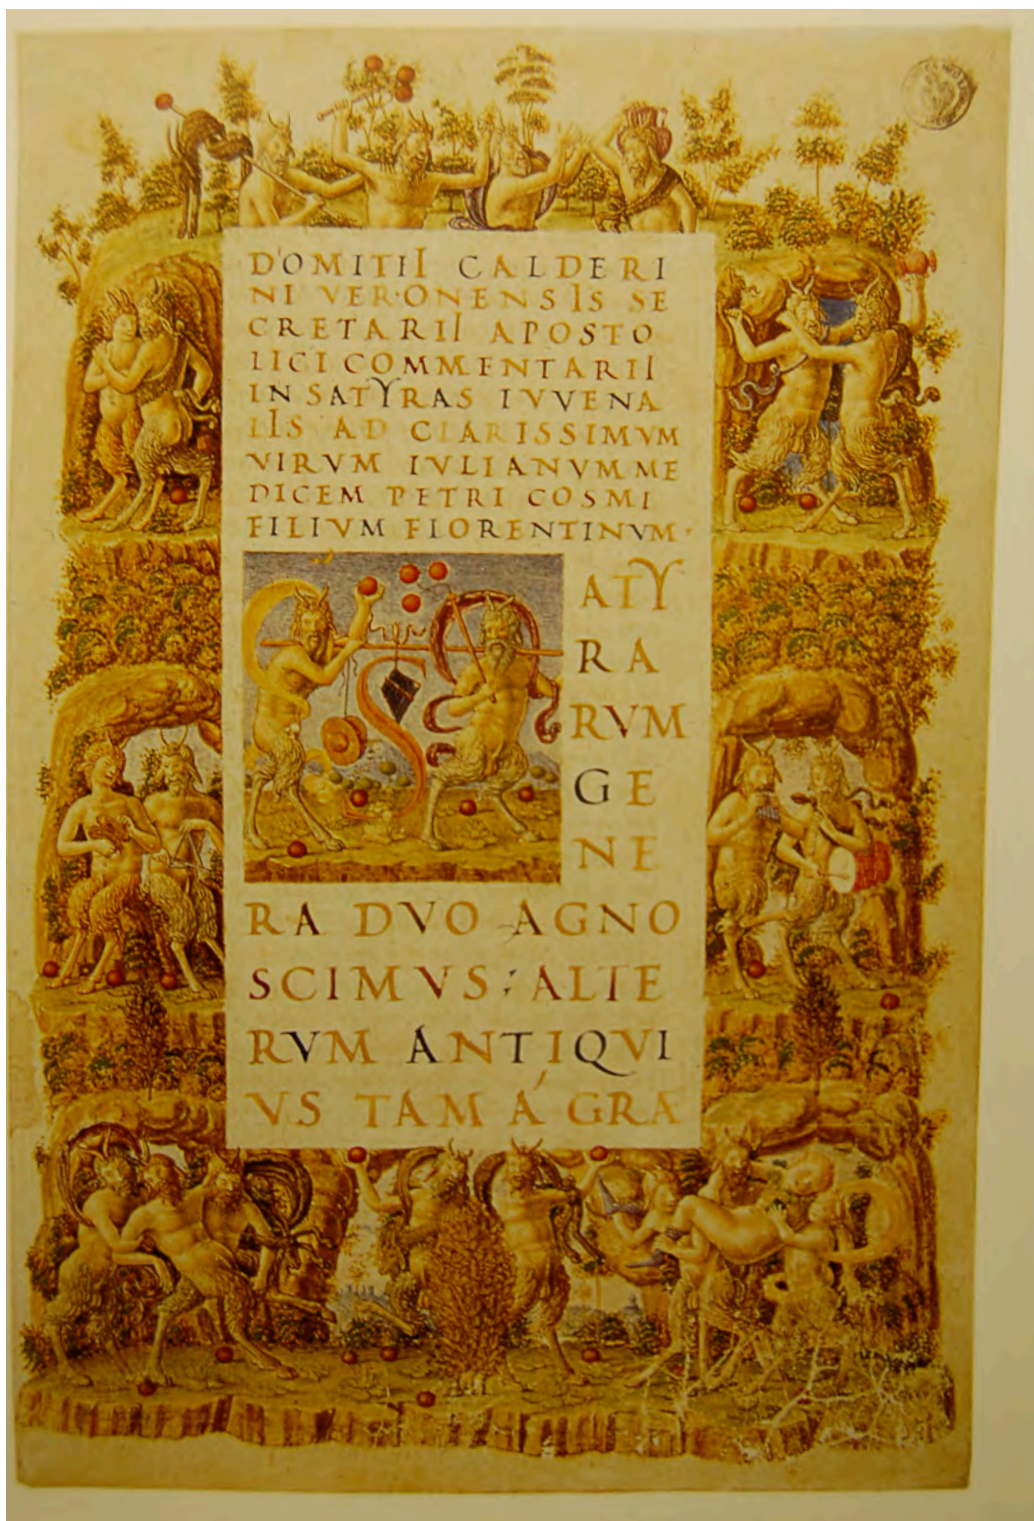 DOMITII CALDERI
NI VERONENSIS SE
CRETARII APOSTO
LICI COMMENTARII
IN SATYRAS IVVENA
LIS AD CLARISSIMVM
VIRVM IVLIANVM ME
DICEM PETRI COSMI
FILIVM FLORENTINVM·
S
ATY
RA
RVM
GE
NE
RA DVO AGNO
SCIMVS: ALTE
RVM ANTIQVI
VS TAM Á GRÆ